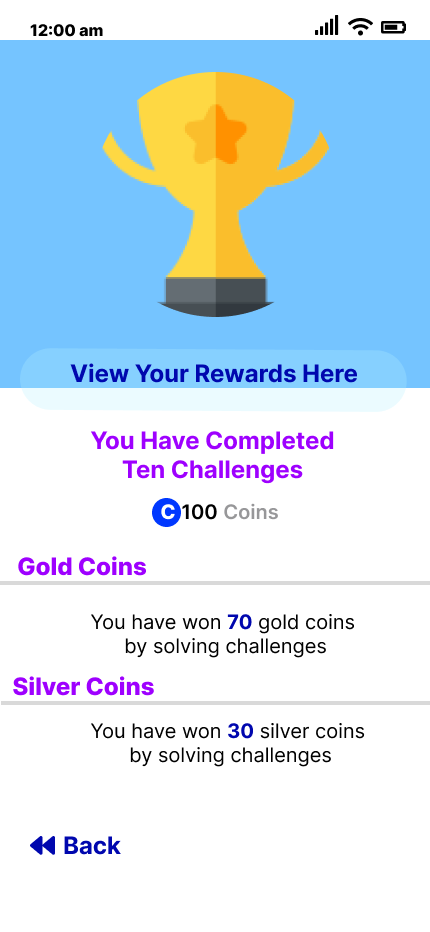 12:00 am
View Your Rewards Here
You Have Completed
Ten Challenges
C 100 Coins
Gold Coins
You have won 70 gold coins
by solving challenges
Silver Coins
You have won 30 silver coins
by solving challenges
Back